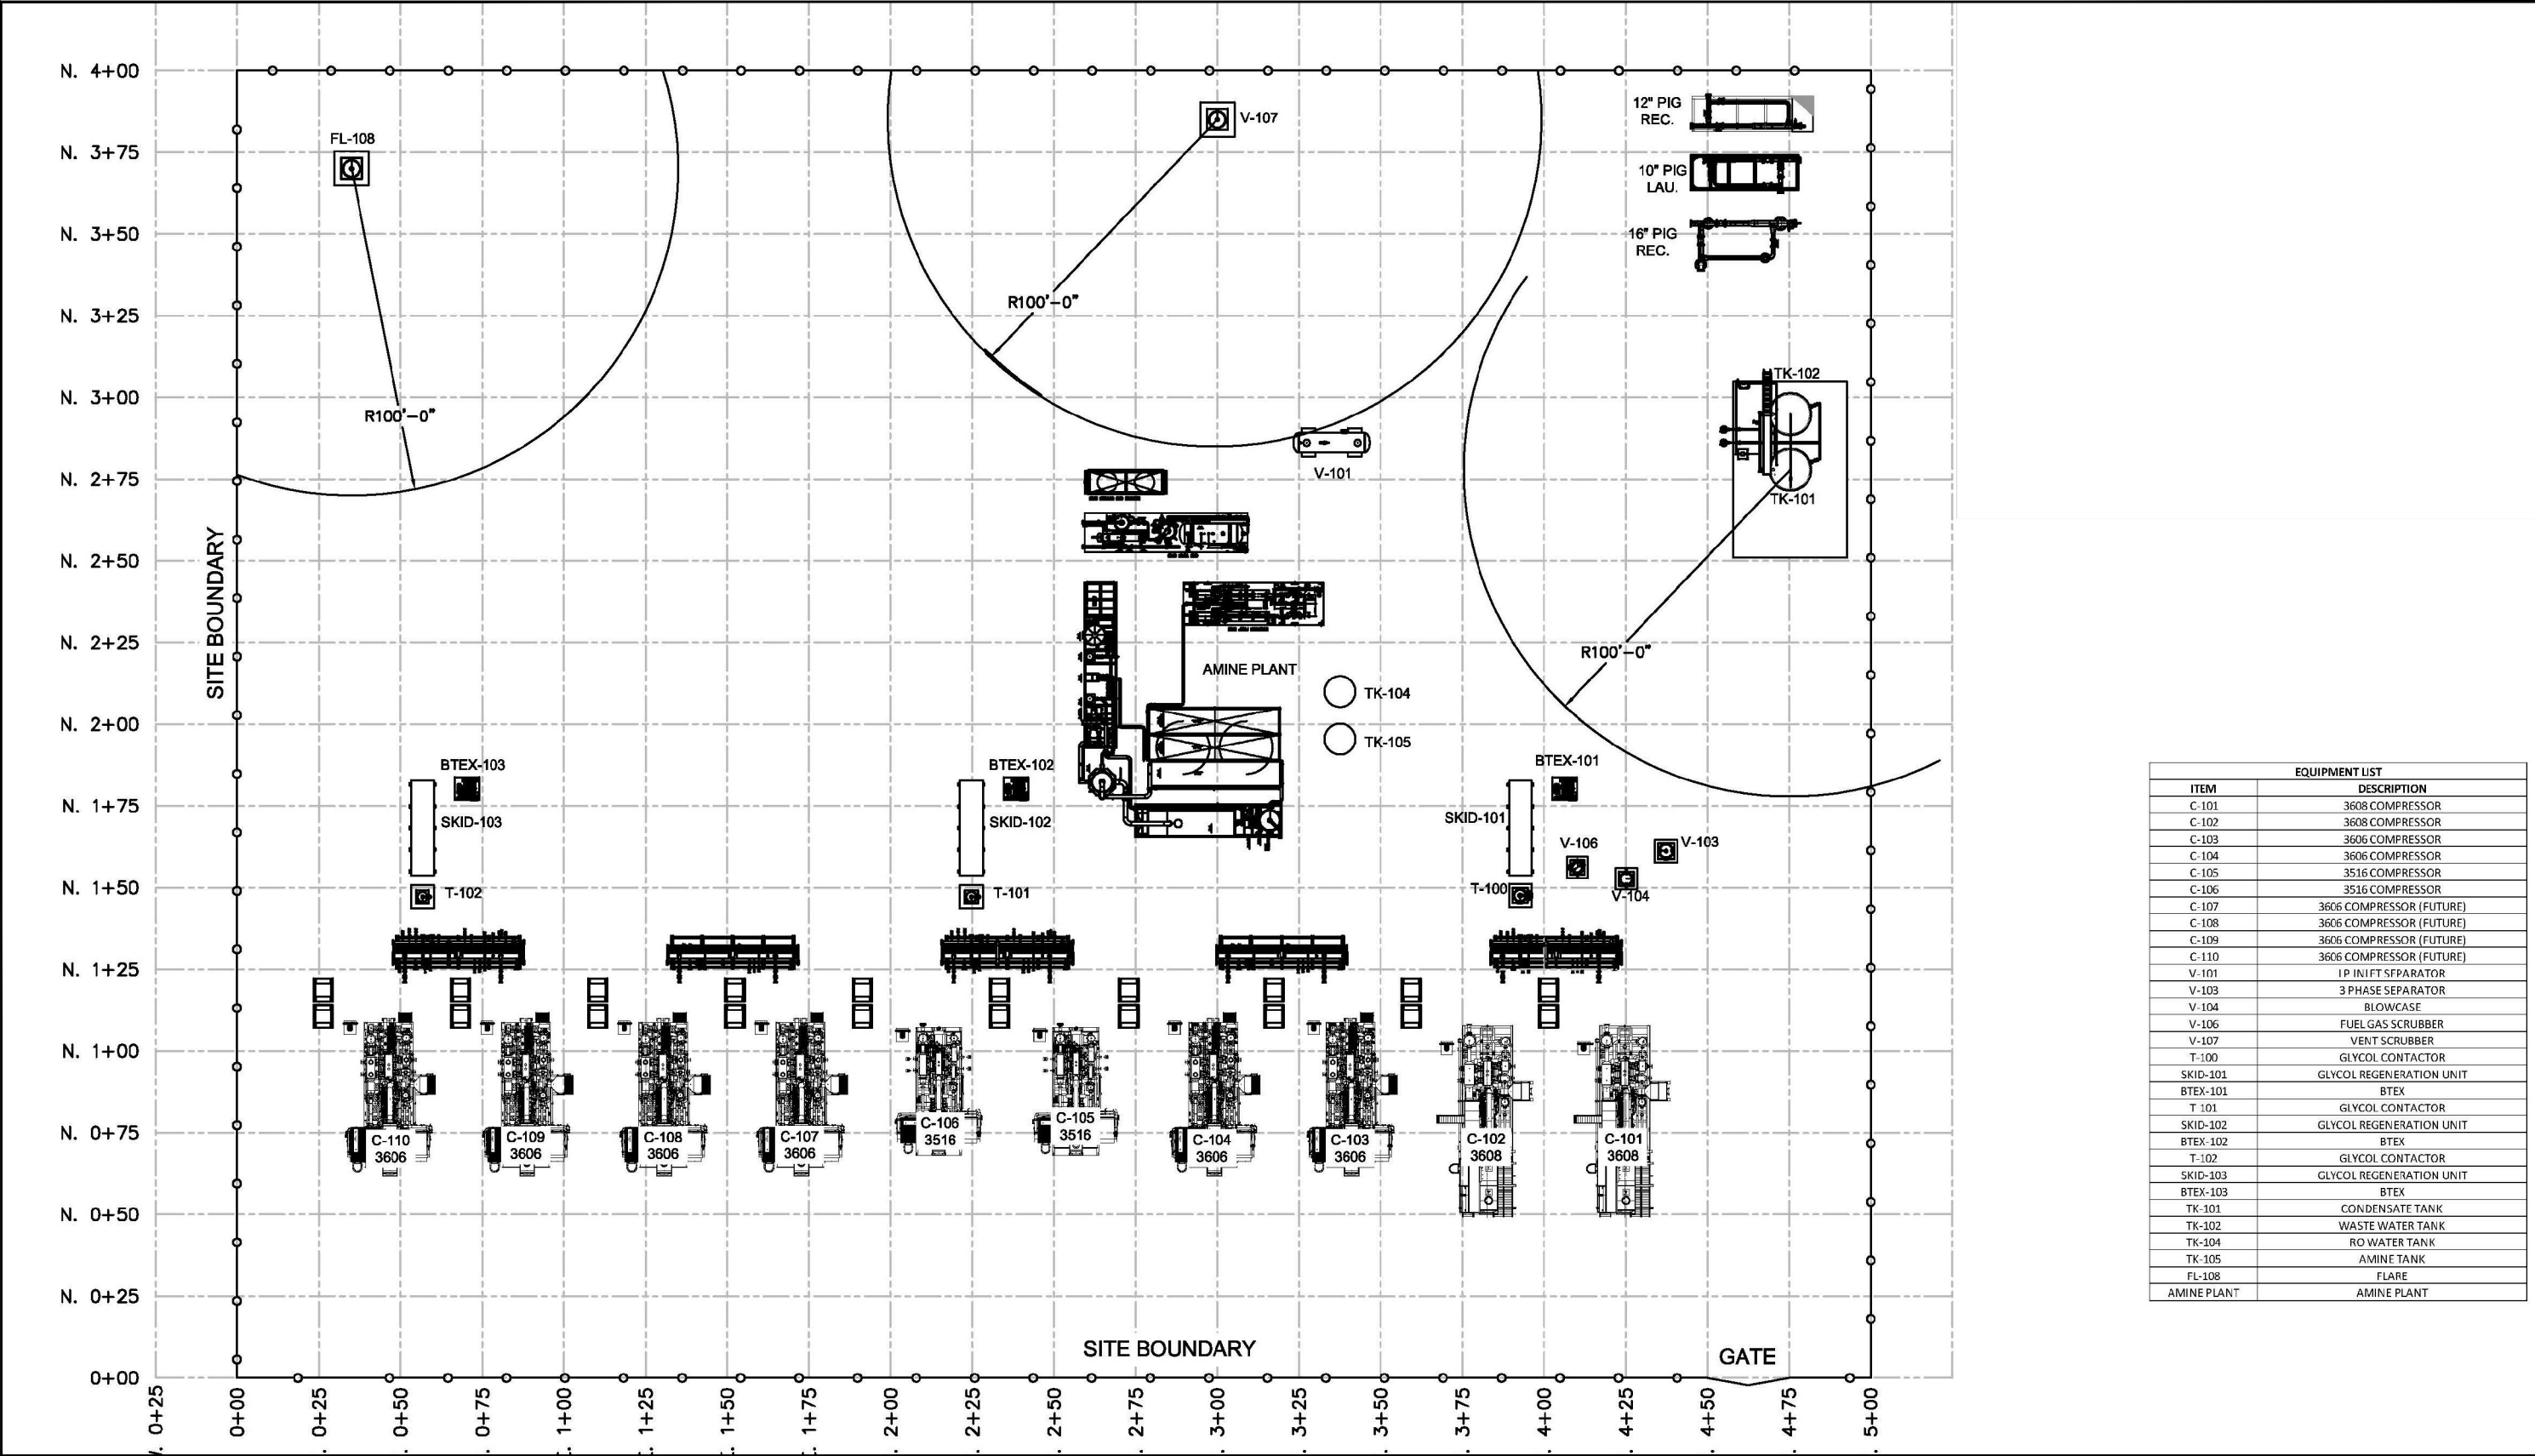 N. 4+00
N. 3+75
N. 3+50
N. 3+25
N. 3+00
N. 2+75
N. 2+50
N. 2+25
N. 2+00
N. 1+75
N. 1+50
N. 1+25
N. 1+00
N. 0+75
N. 0+50
N. 0+25
0+00
SITE BOUNDARY
FL-108
R100'-0"
V-107
R100'-0"
12" PIG
REC.
10" PIG
LAU.
16" PIG
REC.
TK-102
TK-101
R100'-0"
V-101
AMINE PLANT
TK-104
TK-105
BTEX-103
SKID-103
T-102
BTEX-102
SKID-102
T-101
BTEX-101
SKID-101
T-100
V-106
V-103
V-104
C-110
3606
C-109
3606
C-108
3606
C-107
3606
C-106
3516
C-105
3516
C-104
3606
C-103
3606
C-102
3608
C-101
3608
SITE BOUNDARY
GATE
0+25
0+00
0+25
0+50
0+75
1+00
1+25
1+50
1+75
2+00
2+25
2+50
2+75
3+00
3+25
3+50
3+75
4+00
4+25
4+50
4+75
5+00
EQUIPMENT LIST
ITEM DESCRIPTION
C-101 3608 COMPRESSOR
C-102 3608 COMPRESSOR
C-103 3606 COMPRESSOR
C-104 3606 COMPRESSOR
C-105 3516 COMPRESSOR
C-106 3516 COMPRESSOR
C-107 3606 COMPRESSOR (FUTURE)
C-108 3606 COMPRESSOR (FUTURE)
C-109 3606 COMPRESSOR (FUTURE)
C-110 3606 COMPRESSOR (FUTURE)
V-101 LP INLET SEPARATOR
V-103 3 PHASE SEPARATOR
V-104 BLOWCASE
V-106 FUEL GAS SCRUBBER
V-107 VENT SCRUBBER
T-100 GLYCOL CONTACTOR
SKID-101 GLYCOL REGENERATION UNIT
BTEX-101 BTEX
T-101 GLYCOL CONTACTOR
SKID-102 GLYCOL REGENERATION UNIT
BTEX-102 BTEX
T-102 GLYCOL CONTACTOR
SKID-103 GLYCOL REGENERATION UNIT
BTEX-103 BTEX
TK-101 CONDENSATE TANK
TK-102 WASTE WATER TANK
TK-104 RO WATER TANK
TK-105 AMINE TANK
FL-108 FLARE
AMINE PLANT AMINE PLANT